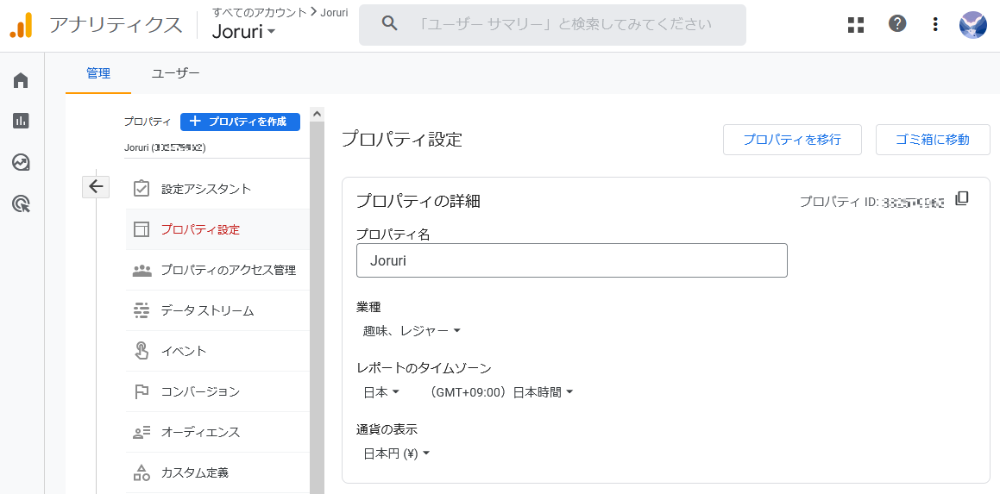 アナリティクス
すべてのアカウント > Joruri
Joruri
「ユーザー サマリー」と検索してみてください
管理
ユーザー
プロパティ
プロパティを作成
Joruri
設定アシスタント
プロパティ設定
プロパティのアクセス管理
データ ストリーム
イベント
コンバージョン
オーディエンス
カスタム定義
プロパティ設定
プロパティを移行
ゴミ箱に移動
プロパティの詳細
プロパティ ID:
プロパティ名
Joruri
業種
趣味、レジャー
レポートのタイムゾーン
日本 (GMT+09:00) 日本時間
通貨の表示
日本円 (¥)